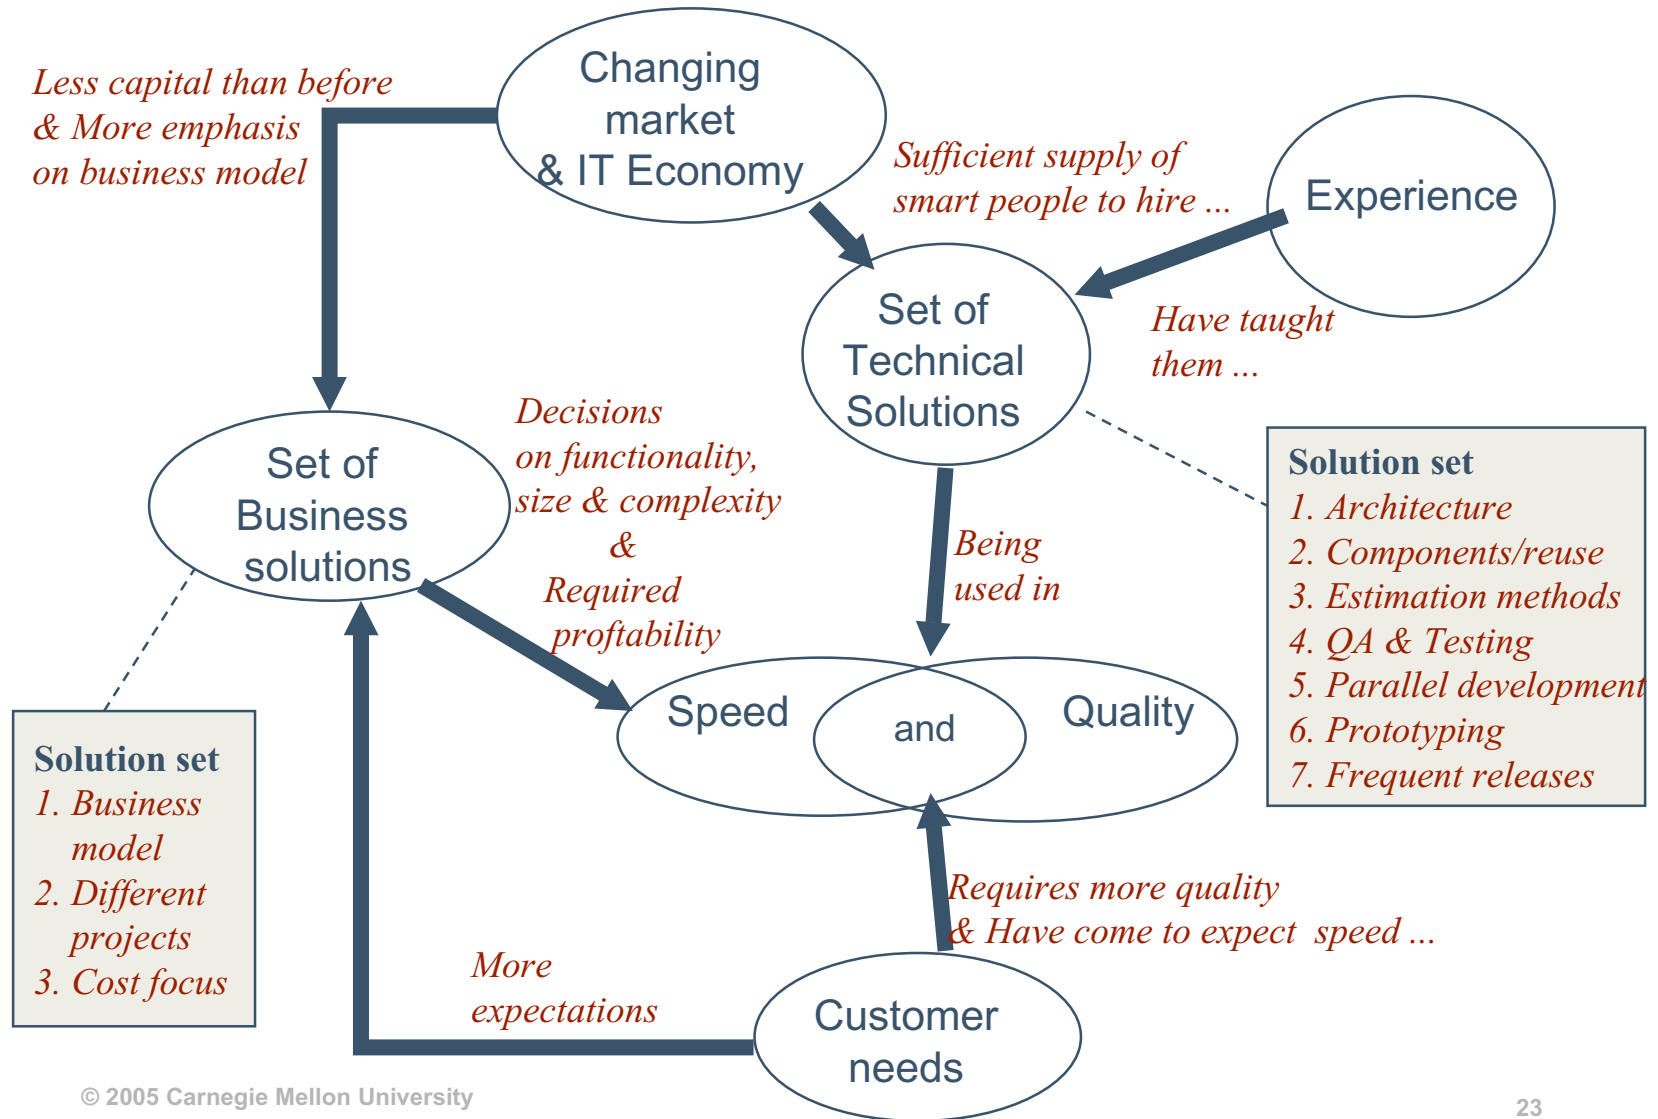 Changing
market
& IT Economy
Less capital than before
& More emphasis
on business model
Sufficient supply of
smart people to hire ...
Experience
Have taught
them ...
Set of
Technical
Solutions
Set of
Business
solutions
Decisions
on functionality,
size & complexity
&
Required
proftability
Being
used in
Solution set
1. Architecture
2. Components/reuse
3. Estimation methods
4. QA & Testing
5. Parallel development
6. Prototyping
7. Frequent releases
Speed
and
Quality
Solution set
1. Business
model
2. Different
projects
3. Cost focus
Requires more quality
& Have come to expect speed ...
More
expectations
Customer
needs
© 2005 Carnegie Mellon University
23